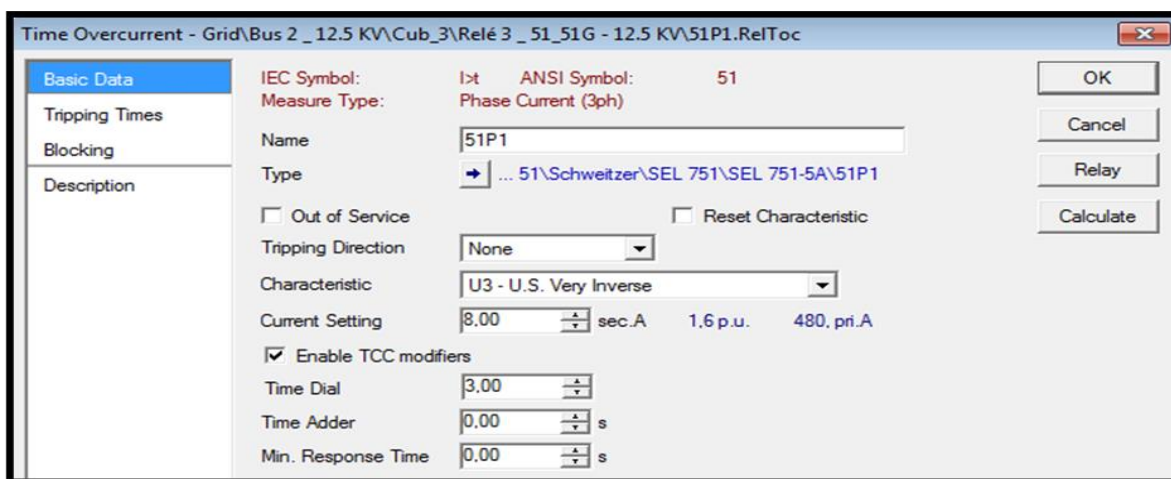 Time Overcurrent - Grid\Bus 2 _ 12.5 KV\Cub_3\Relé 3 _ 51_51G - 12.5 KV\51P1.RelToc
Basic Data
Tripping Times
Blocking
Description
IEC Symbol: I>t ANSI Symbol: 51
Measure Type: Phase Current (3ph)
Name 51P1
Type ... 51\Schweitzer\SEL 751\SEL 751-5A\51P1
Out of Service Reset Characteristic
Tripping Direction None
Characteristic U3 - U.S. Very Inverse
Current Setting 8,00 sec.A 1,6 p.u. 480, pri.A
Enable TCC modifiers
Time Dial 3,00
Time Adder 0,00 s
Min. Response Time 0,00 s
OK
Cancel
Relay
Calculate